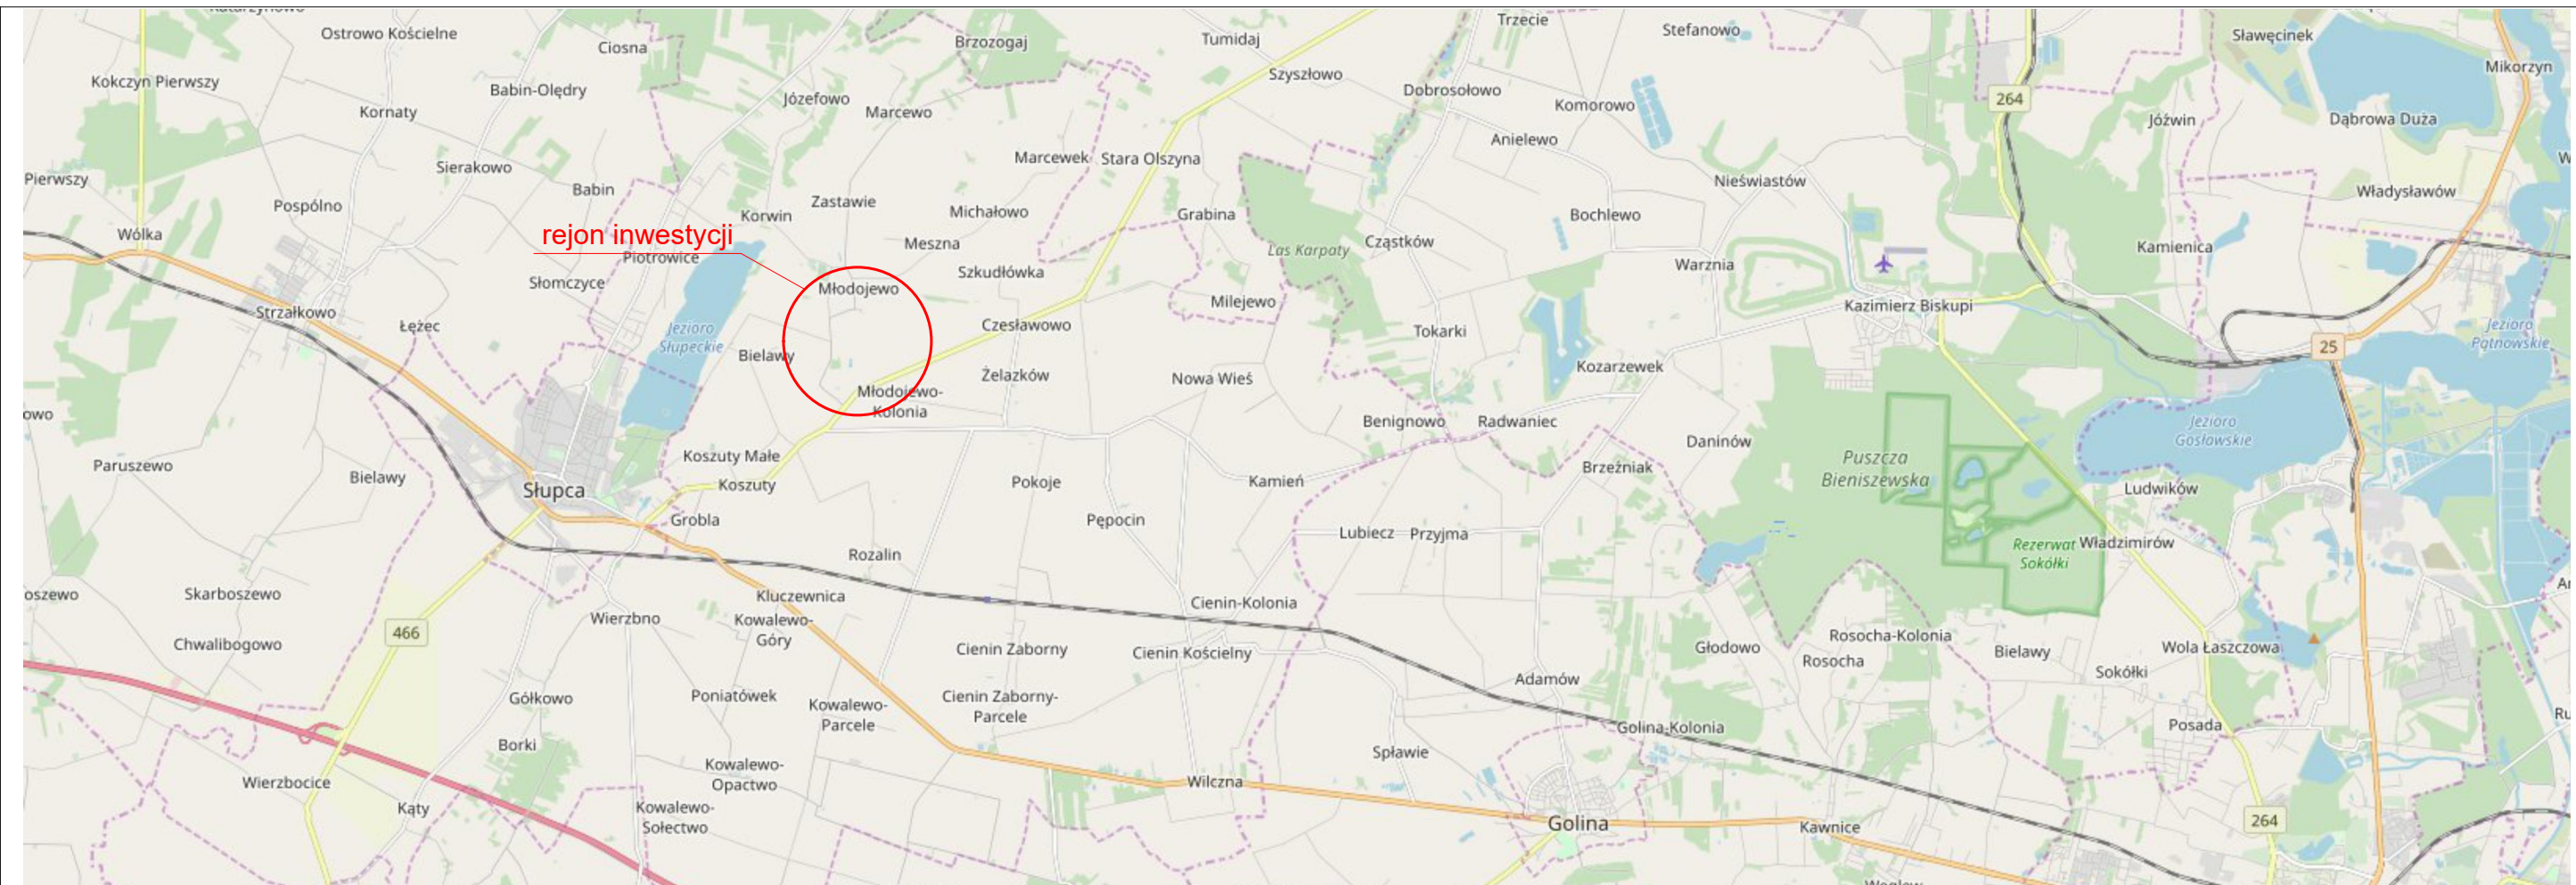 Ostrowo Kościelne
Ciosna
Brzozogaj
Tumidaj
Trzecie
Stefanowo
Sławęcinek
Mikorzyn
Kokczyn Pierwszy
Babin-Olędry
Józefowo
Szyszłowo
Dobrosołowo
Komorowo
264
Kornaty
Marcewo
Anielewo
Jóźwin
Dąbrowa Duża
Sierakowo
Marcewek
Stara Olszyna
Pierwszy
Babin
Nieświastów
Władysławów
Pospólno
Korwin
Zastawie
Michałowo
Grabina
Bochlewo
Wólka
rejon inwestycji
Meszna
Las Karpaty
Cząstków
Kamienica
Piotrowice
Słomczyce
Szkudłówka
Warznia
Młodojewo
Milejewo
Kazimierz Biskupi
Strzałkowo
Łężec
Jezioro
Słupeckie
Czesławowo
Tokarki
Jezioro
Pątnowskie
25
Bielawy
Żelazków
Nowa Wieś
Kozarzewek
Młodojewo-
Kolonia
owo
Benignowo
Radwaniec
Daninów
Jezioro
Gosławskie
Paruszewo
Bielawy
Koszuty Małe
Koszuty
Brzeźniak
Puszcza
Bieniszewska
Słupca
Pokoje
Kamień
Ludwików
Grobla
Pępocin
Lubiecz
Przyjma
Rezerwat
Sokółki
Władzimirów
Rozalin
oszewo
Skarboszewo
Kluczewnica
Cienin-Kolonia
Wierzbno
Kowalewo-
Góry
466
Chwalibogowo
Cienin Zaborny
Cienin Kościelny
Głodowo
Rosocha-Kolonia
Rosocha
Bielawy
Wola Łaszczowa
Sokółki
Adamów
Gółkowo
Poniatówek
Kowalewo-
Parcele
Cienin Zaborny-
Parcele
Golina-Kolonia
Posada
Ru
Borki
Spławie
Kowalewo-
Opactwo
Wierzbocice
Wilczna
Kąty
Kowalewo-
Sołectwo
Golina
Kawnice
264